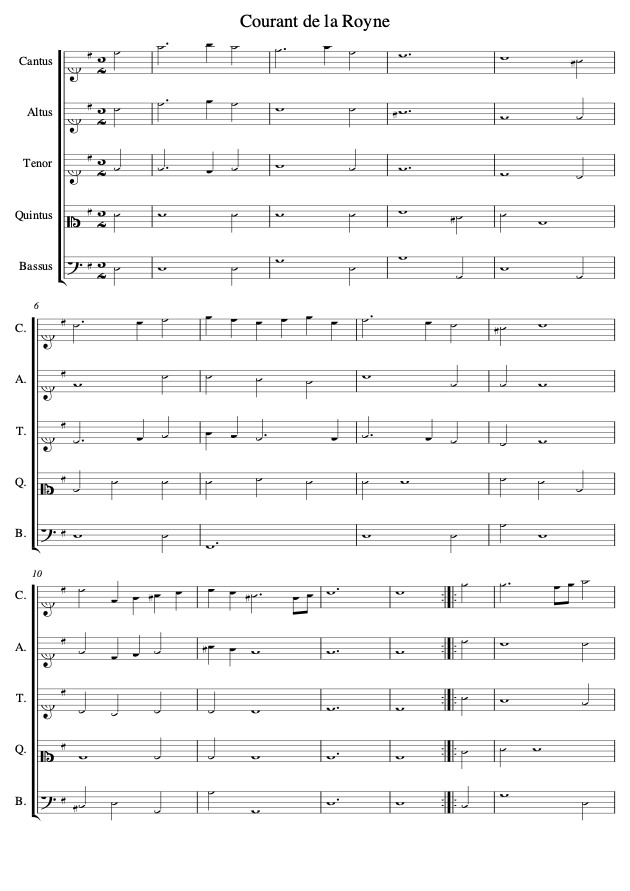 Courant de la Royne
Cantus
Altus
Tenor
Quintus
Bassus
6
C.
A.
T.
Q.
B.
10
C.
A.
T.
Q.
B.